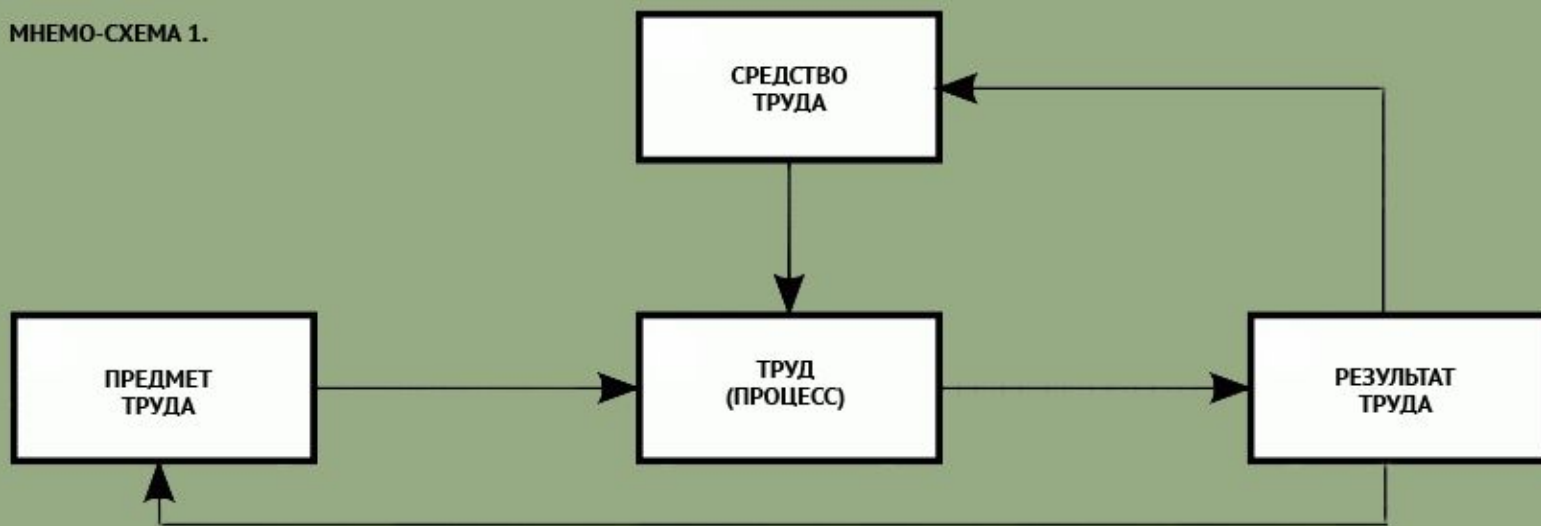 МНЕМО-СХЕМА 1.
СРЕДСТВО
ТРУДА
ПРЕДМЕТ
ТРУДА
ТРУД
(ПРОЦЕСС)
РЕЗУЛЬТАТ
ТРУДА